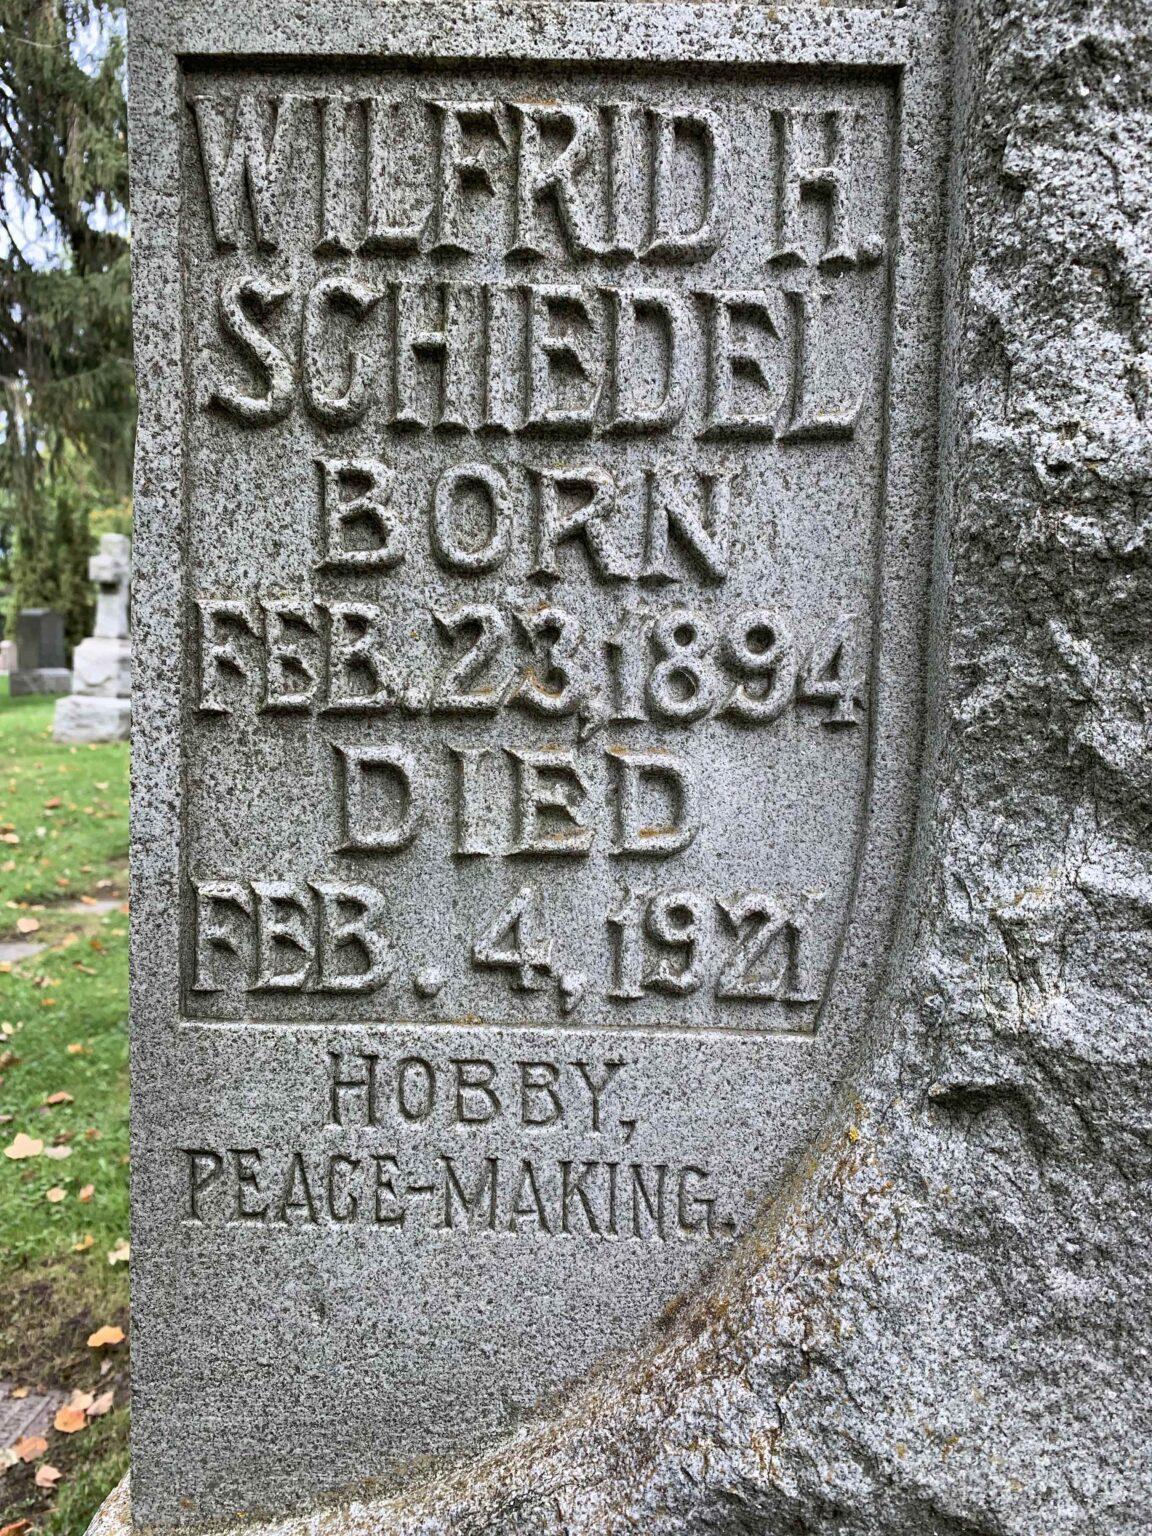 WILFRID H.
SCHIEDEL
BORN
FEB. 23, 1894
DIED
FEB. 4, 1921
HOBBY,
PEACE-MAKING.